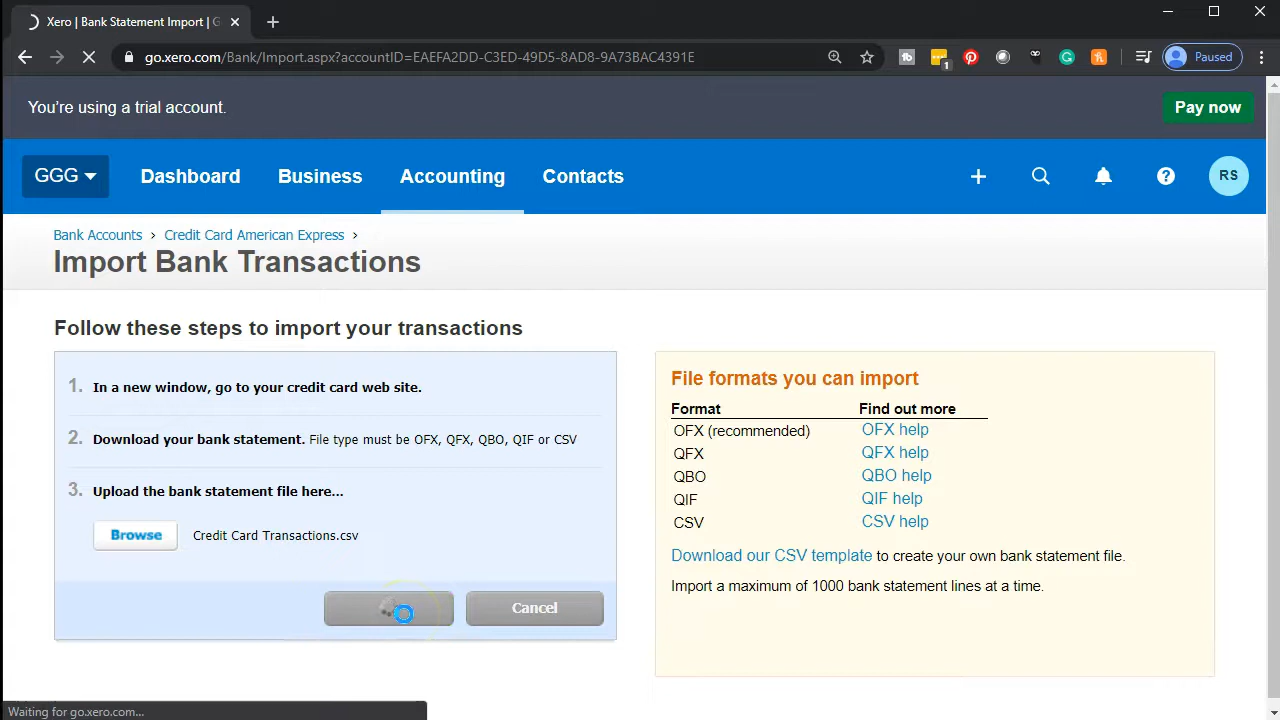 Xero | Bank Statement Import | G
go.xero.com/Bank/Import.aspx?accountID=EAEFA2DD-C3ED-49D5-8AD8-9A73BAC4391E
1
Paused
You're using a trial account.
Pay now
GGG
Dashboard
Business
Accounting
Contacts
RS
Bank Accounts › Credit Card American Express ›
Import Bank Transactions
Follow these steps to import your transactions
1. In a new window, go to your credit card web site.
2. Download your bank statement. File type must be OFX, QFX, QBO, QIF or CSV
3. Upload the bank statement file here...
Browse
Credit Card Transactions.csv
Cancel
File formats you can import
Format Find out more
OFX (recommended) OFX help
QFX QFX help
QBO QBO help
QIF QIF help
CSV CSV help
Download our CSV template to create your own bank statement file.
Import a maximum of 1000 bank statement lines at a time.
Waiting for go.xero.com...